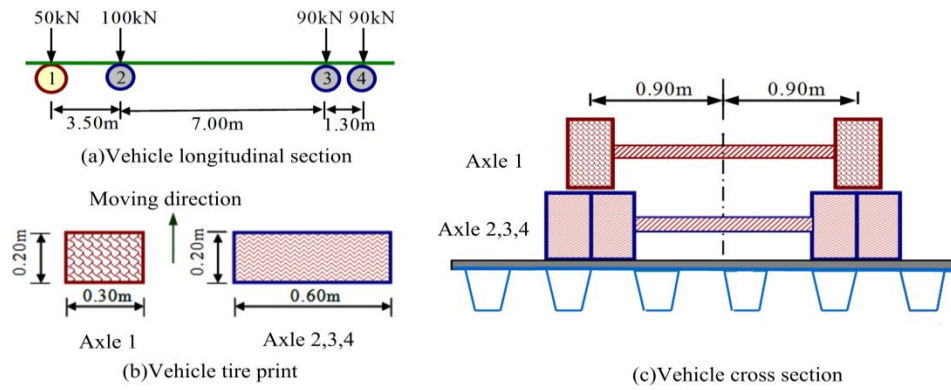 50kN 100kN 90kN 90kN
1 2 3 4
3.50m 7.00m 1.30m
(a)Vehicle longitudinal section
Moving direction
0.20m 0.20m
0.30m 0.60m
Axle 1 Axle 2,3,4
(b)Vehicle tire print
0.90m 0.90m
Axle 1
Axle 2,3,4
(c)Vehicle cross section